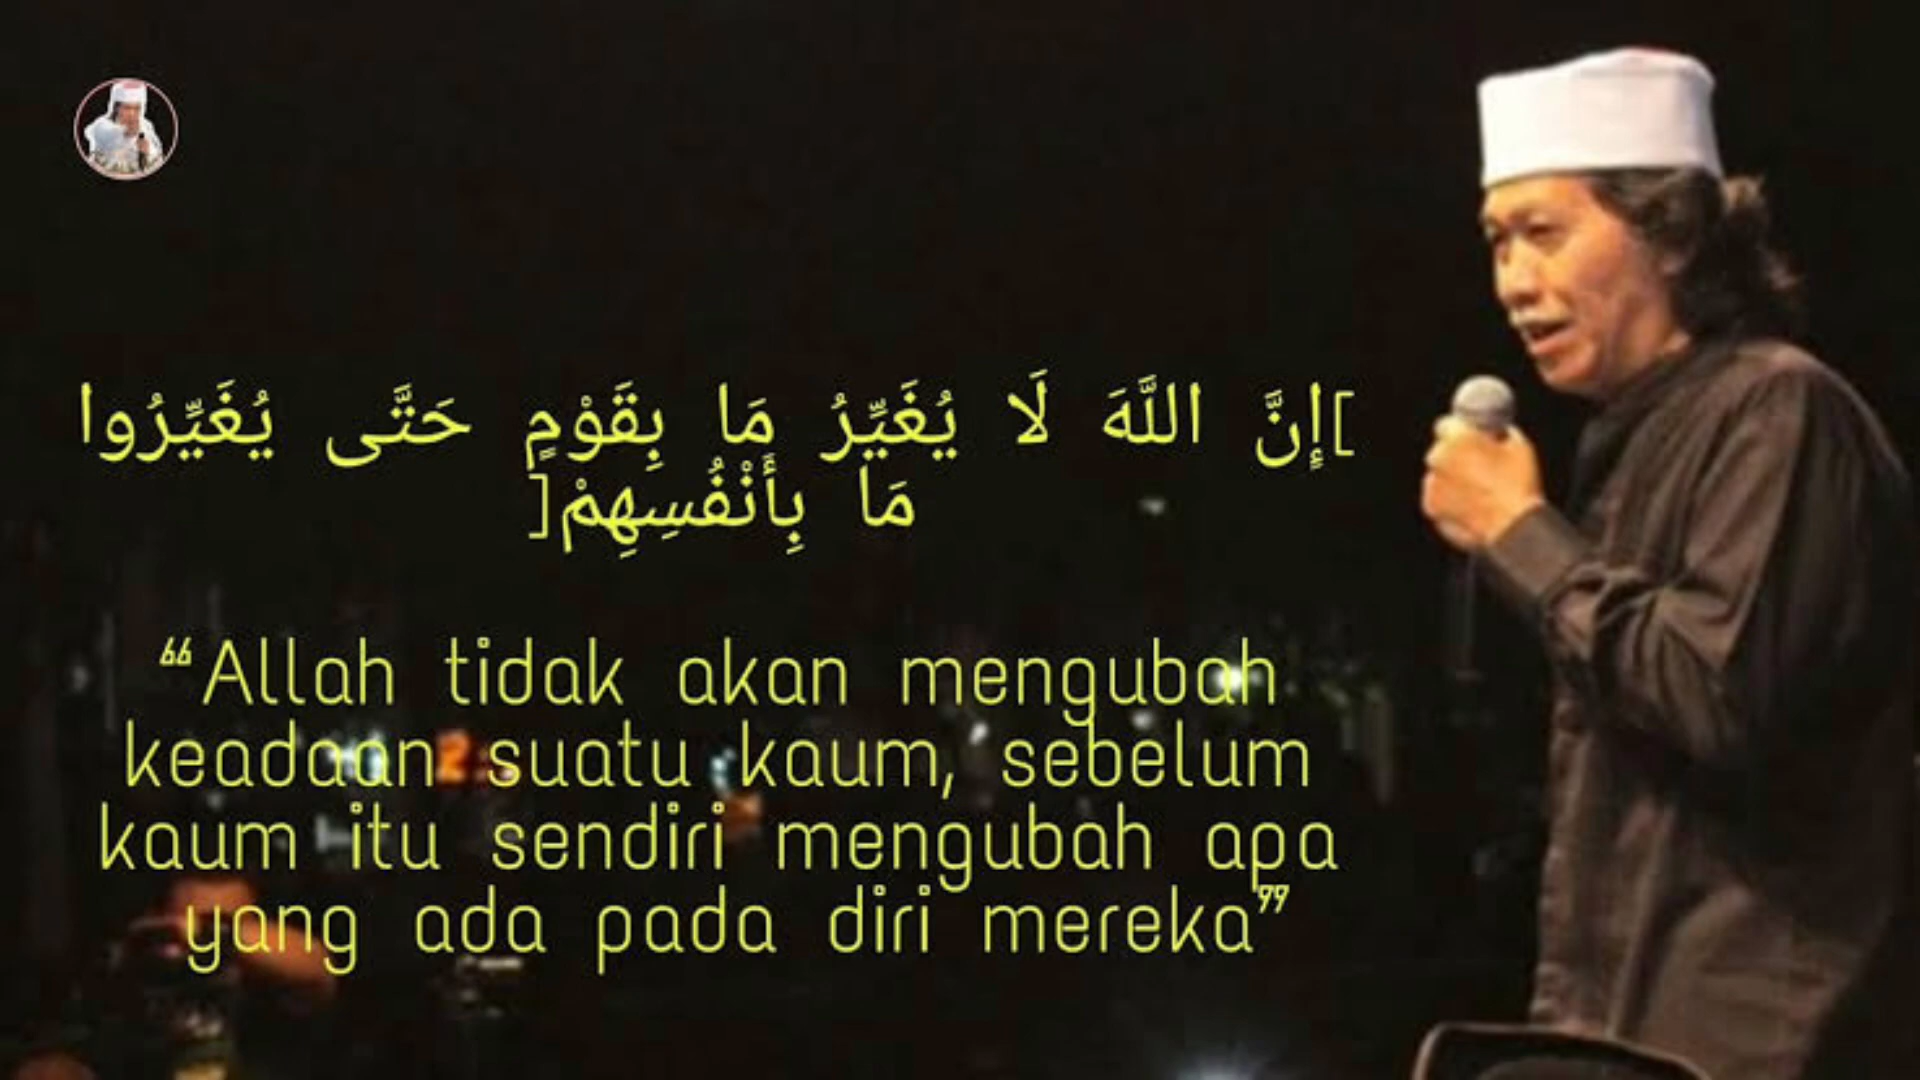 ]إِنَّ اللَّهَ لَا يُغَيِّرُ مَا بِقَوْمٍ حَتَّى يُغَيِّرُوا
مَا بِأَنْفُسِهِمْ[
“Allah tidak akan mengubah
keadaan suatu kaum, sebelum
kaum itu sendiri mengubah apa
yang ada pada diri mereka”